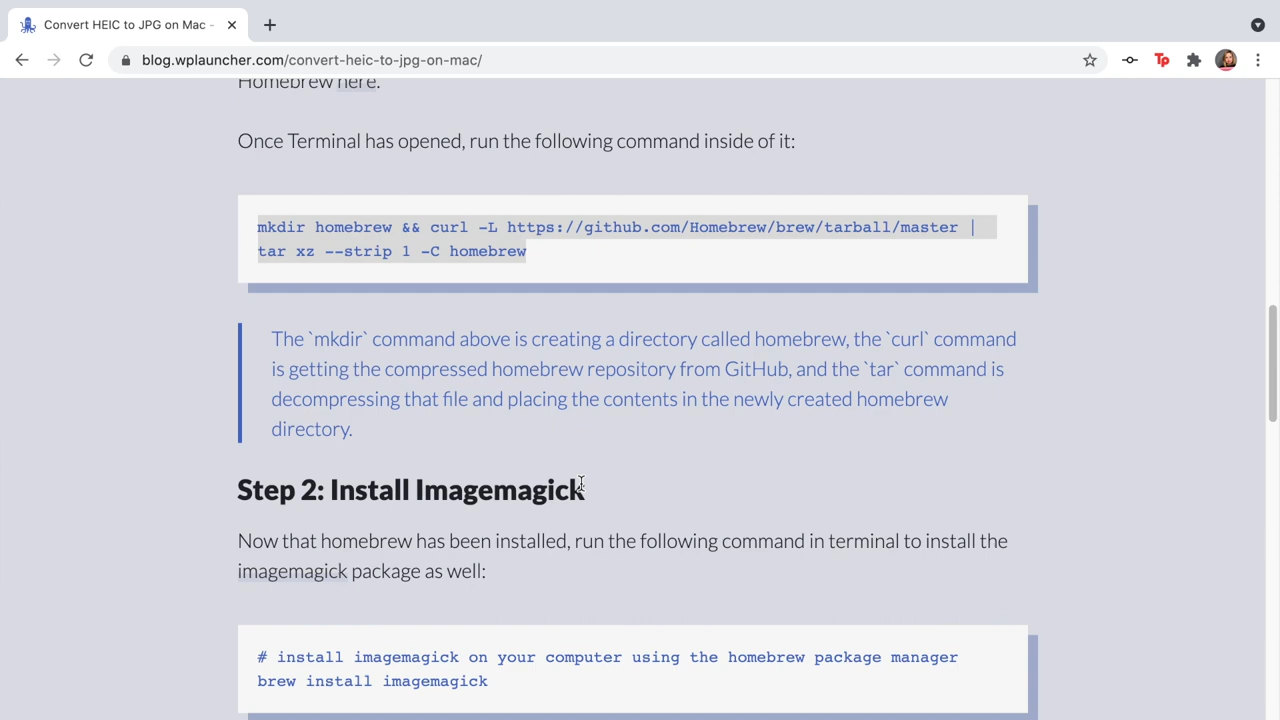 Convert HEIC to JPG on Mac -
blog.wplauncher.com/convert-heic-to-jpg-on-mac/
Tp
Homebrew here.
Once Terminal has opened, run the following command inside of it:
mkdir homebrew && curl -L https://github.com/Homebrew/brew/tarball/master |
tar xz --strip 1 -C homebrew
The `mkdir` command above is creating a directory called homebrew, the `curl` command
is getting the compressed homebrew repository from GitHub, and the `tar` command is
decompressing that file and placing the contents in the newly created homebrew
directory.
Step 2: Install Imagemagick
Now that homebrew has been installed, run the following command in terminal to install the
imagemagick package as well:
# install imagemagick on your computer using the homebrew package manager
brew install imagemagick